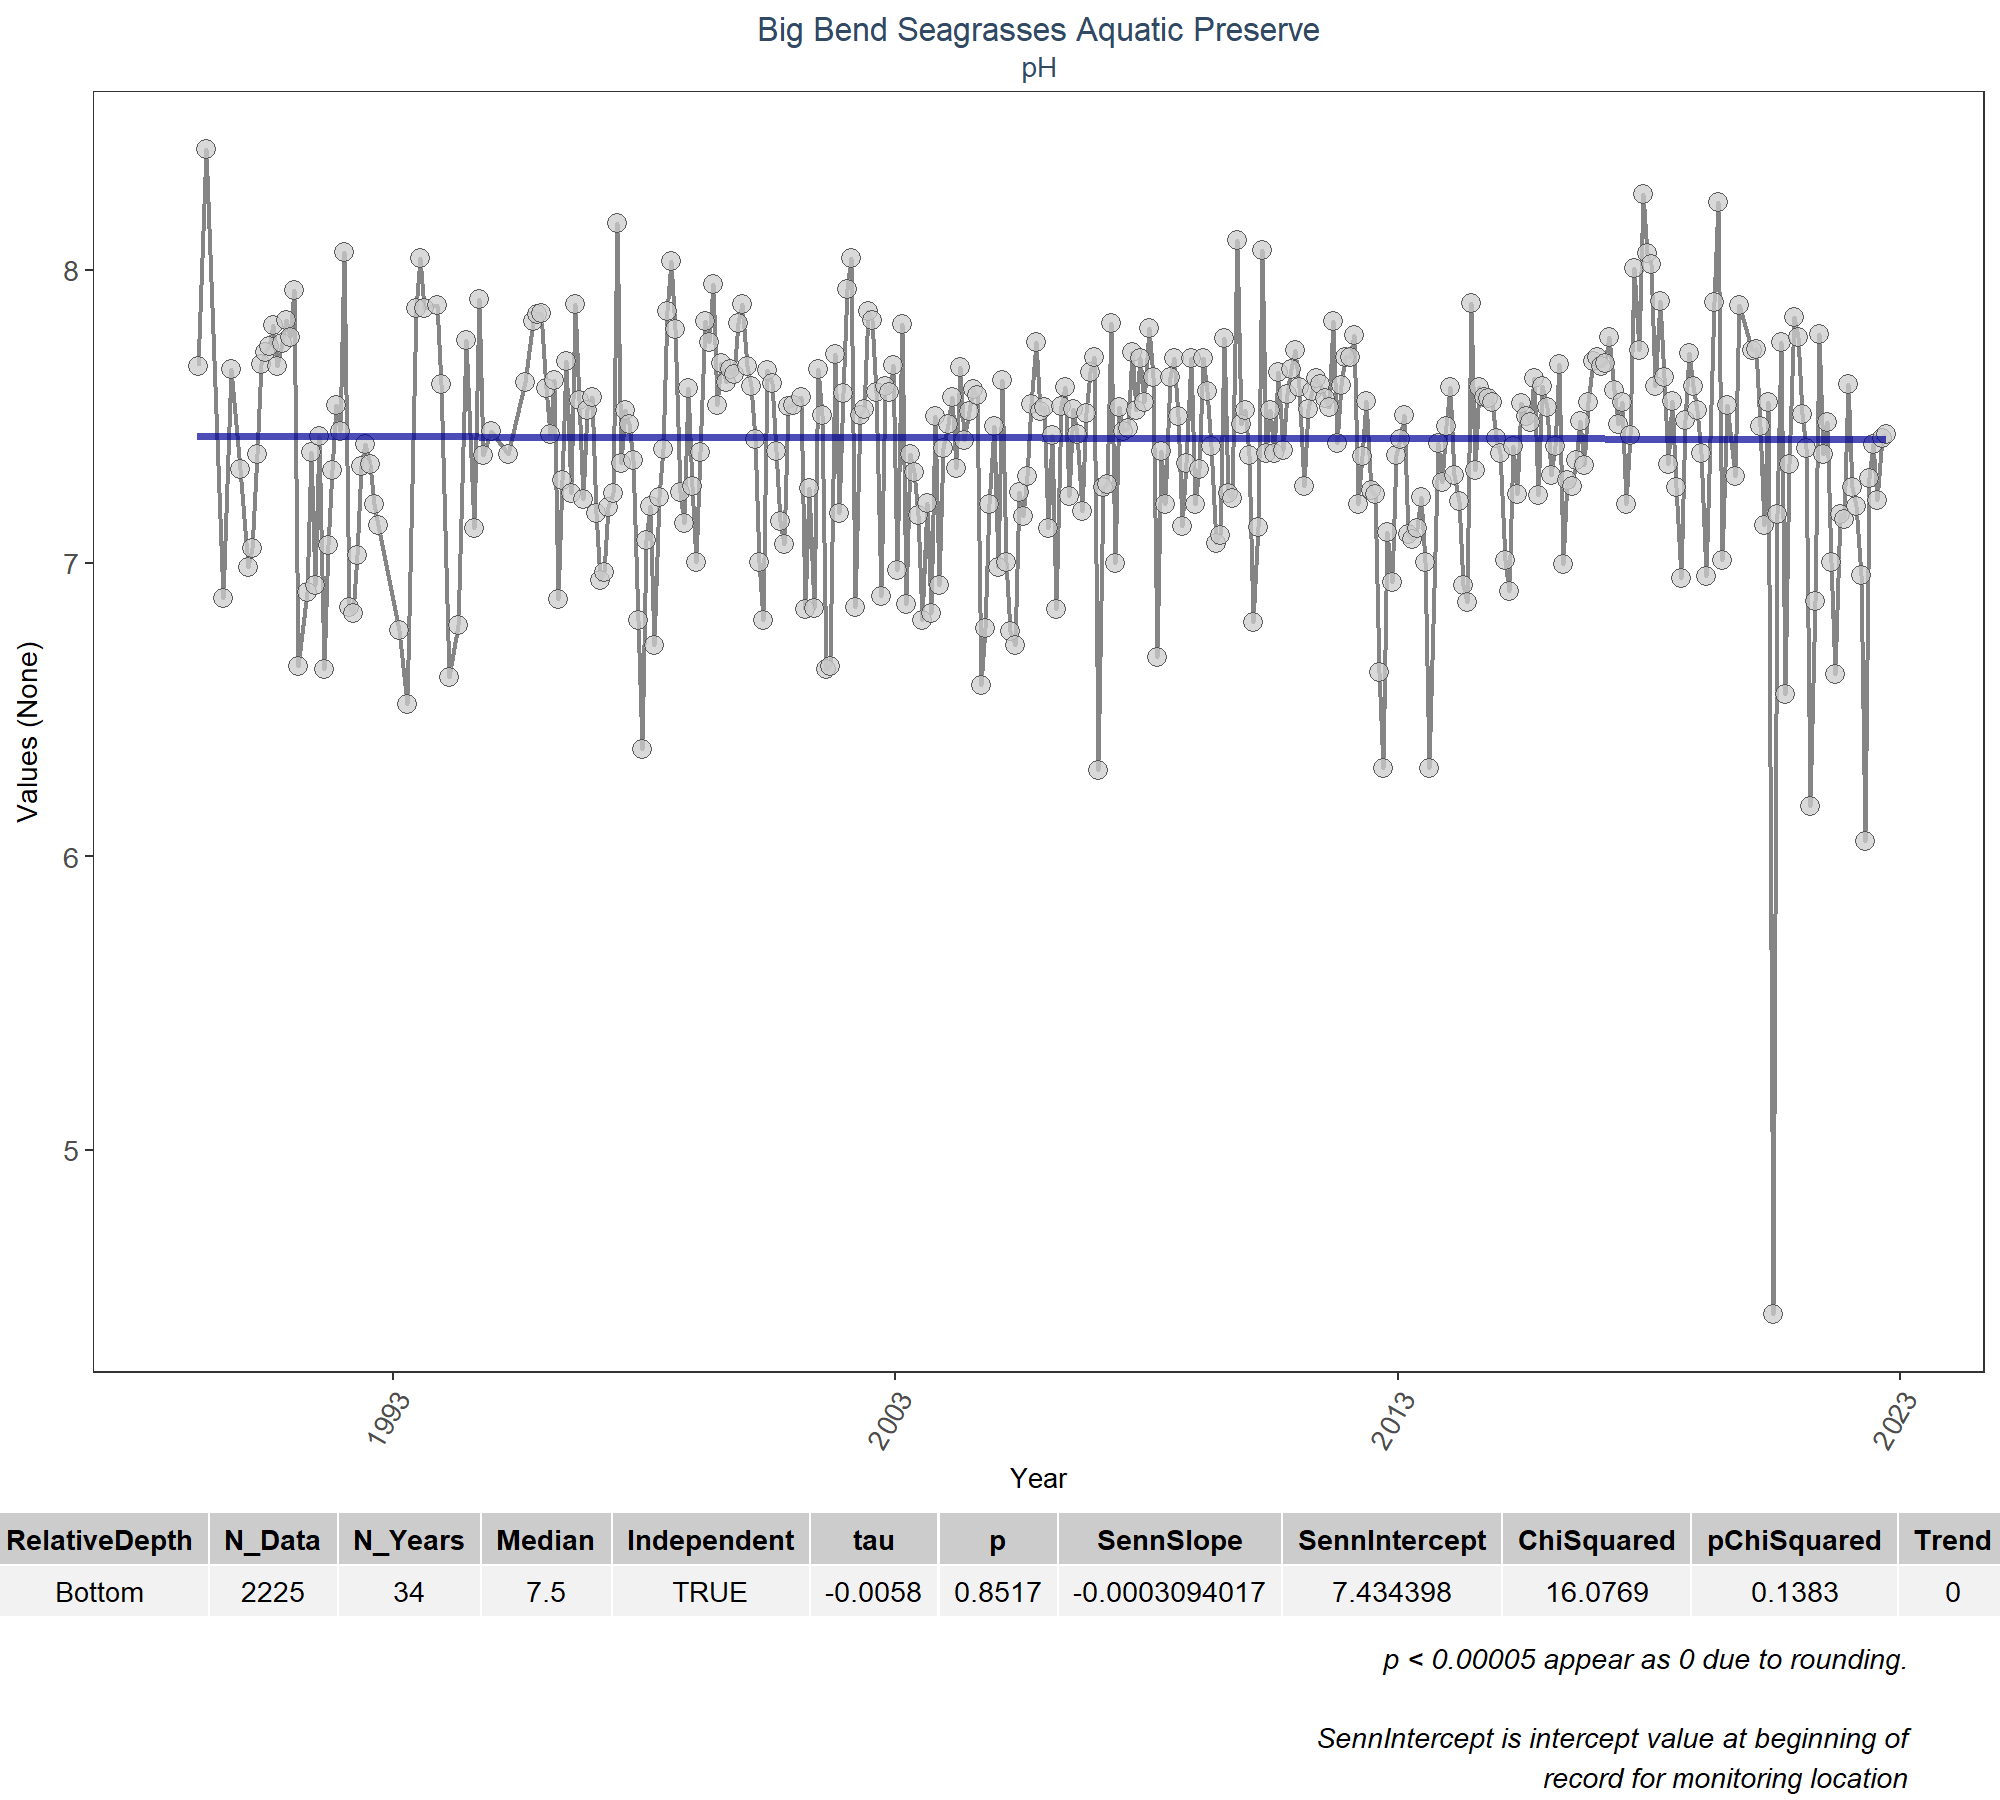 Big Bend Seagrasses Aquatic Preserve
pH
Values (None)
8
7
6
5
1993
2003
2013
2023
Year
RelativeDepth N_Data N_Years Median Independent tau p SennSlope SennIntercept ChiSquared pChiSquared Trend
Bottom 2225 34 7.5 TRUE -0.0058 0.8517 -0.0003094017 7.434398 16.0769 0.1383 0
p < 0.00005 appear as 0 due to rounding.
SennIntercept is intercept value at beginning of
record for monitoring location